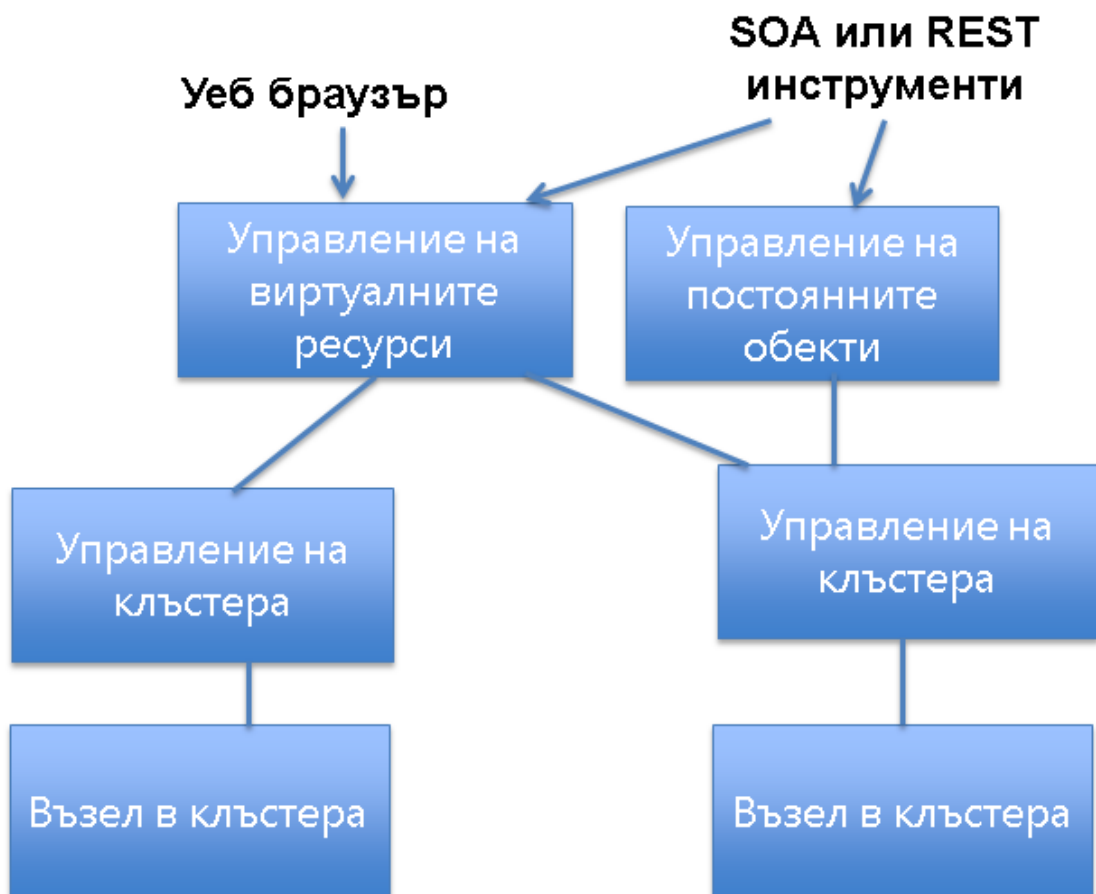 SOA или REST
инструменти
Уеб браузър
Управление на
виртуалните
ресурси
Управление на
постоянните
обекти
Управление на
клъстера
Управление на
клъстера
Възел в клъстера
Възел в клъстера